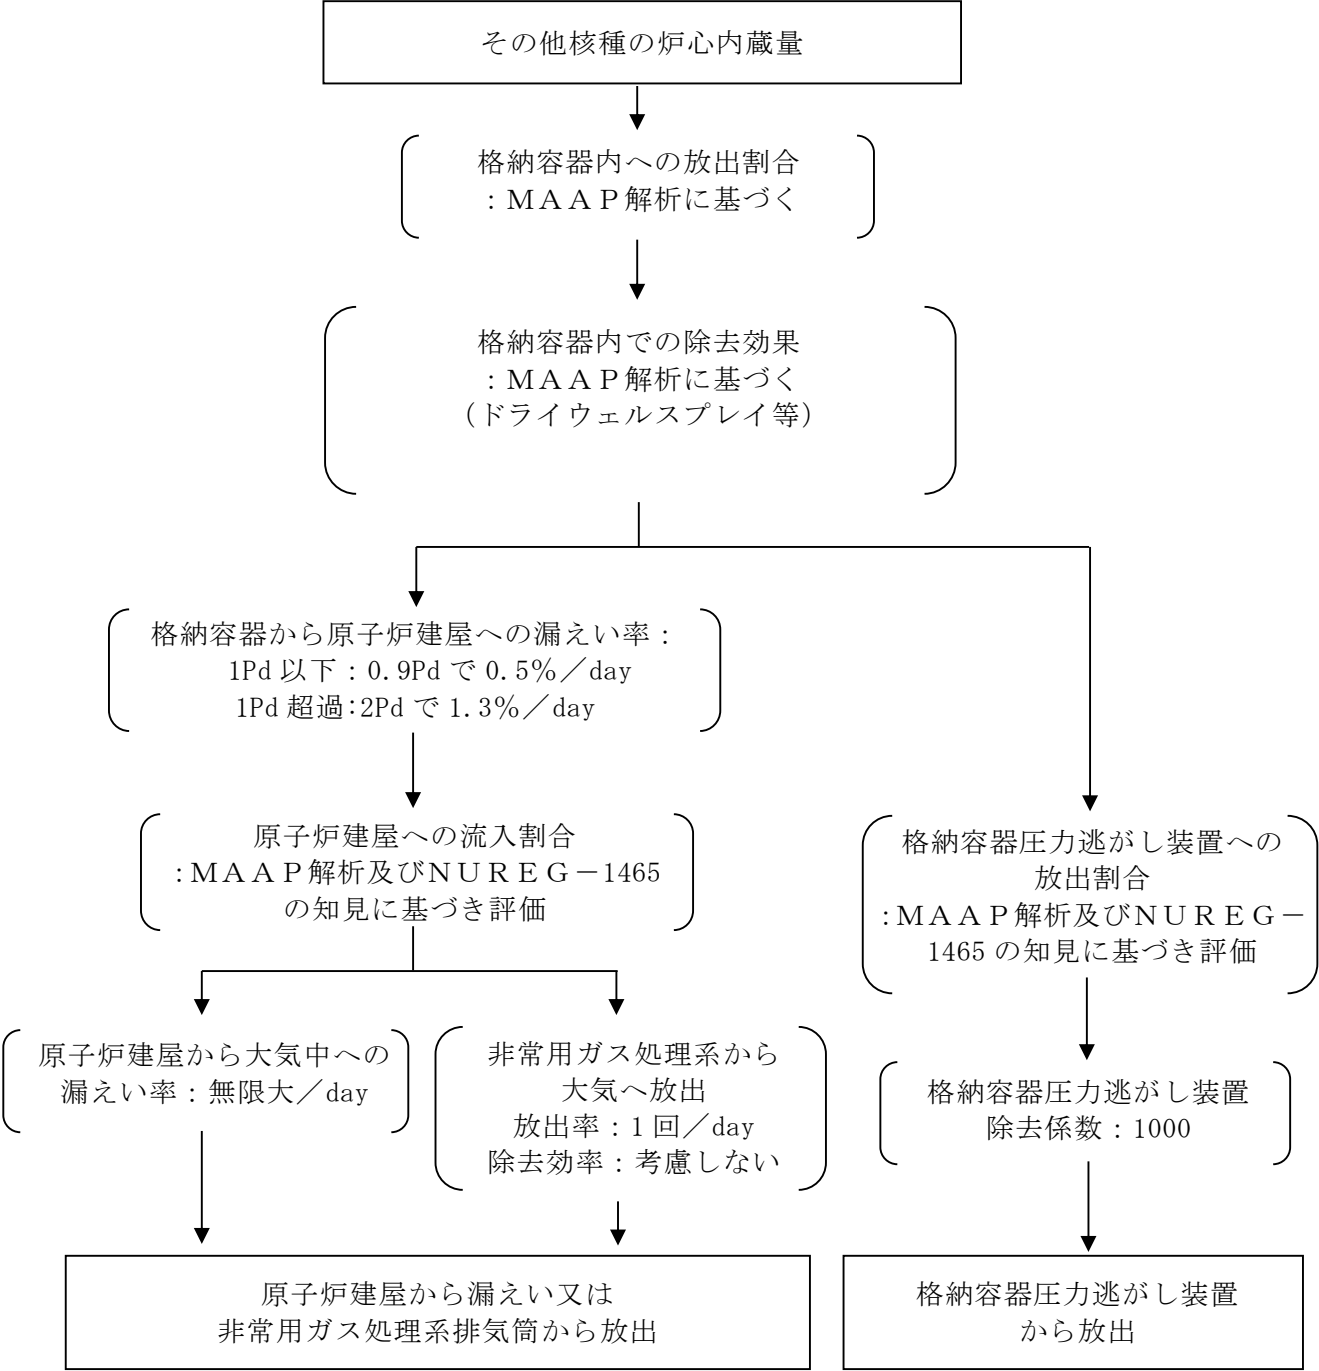 その他核種の炉心内蔵量
格納容器内への放出割合
：ＭＡＡＰ解析に基づく
格納容器内での除去効果
：ＭＡＡＰ解析に基づく
（ドライウェルスプレイ等）
格納容器から原子炉建屋への漏えい率：
1Pd 以下：0.9Pd で 0.5％／day
1Pd 超過：2Pd で 1.3％／day
原子炉建屋への流入割合
：ＭＡＡＰ解析及びＮＵＲＥＧ－1465
の知見に基づき評価
原子炉建屋から大気中への
漏えい率：無限大／day
非常用ガス処理系から
大気へ放出
放出率：1 回／day
除去効率：考慮しない
原子炉建屋から漏えい又は
非常用ガス処理系排気筒から放出
格納容器圧力逃がし装置への
放出割合
：ＭＡＡＰ解析及びＮＵＲＥＧ－
1465 の知見に基づき評価
格納容器圧力逃がし装置
除去係数：1000
格納容器圧力逃がし装置
から放出